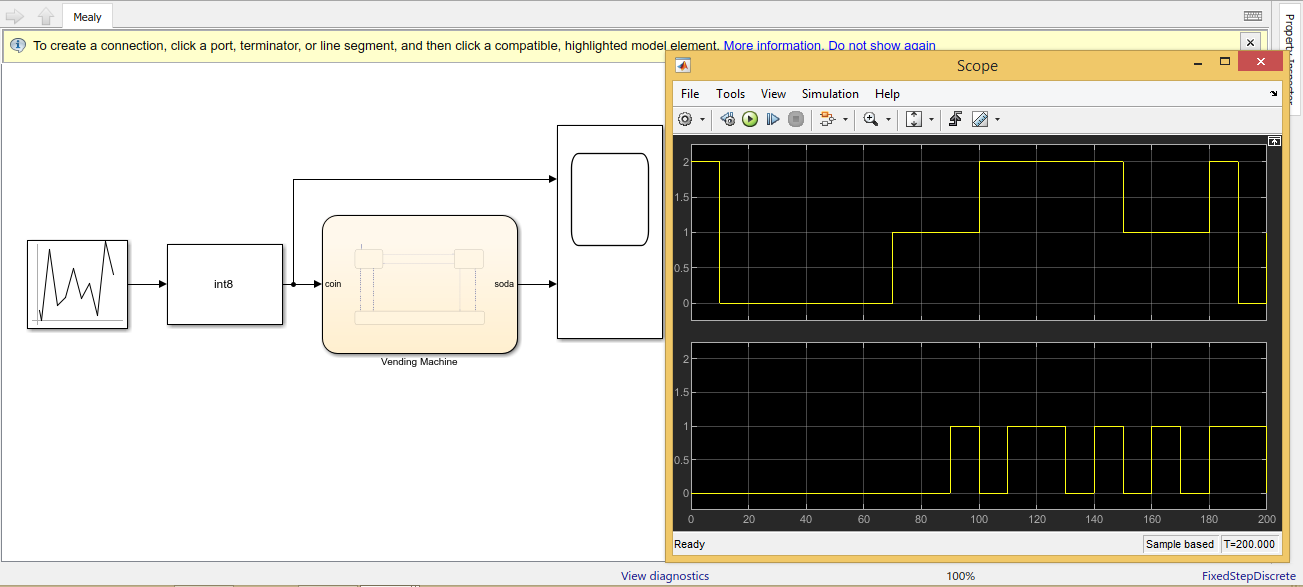 Mealy
To create a connection, click a port, terminator, or line segment, and then click a compatible, highlighted model element. More information. Do not show again
Property Inspector
int8
coin
soda
Vending Machine
Scope
File Tools View Simulation Help
2
1.5
1
0.5
0
2
1.5
1
0.5
0
0 20 40 60 80 100 120 140 160 180 200
Ready
Sample based T=200.000
View diagnostics 100% FixedStepDiscrete